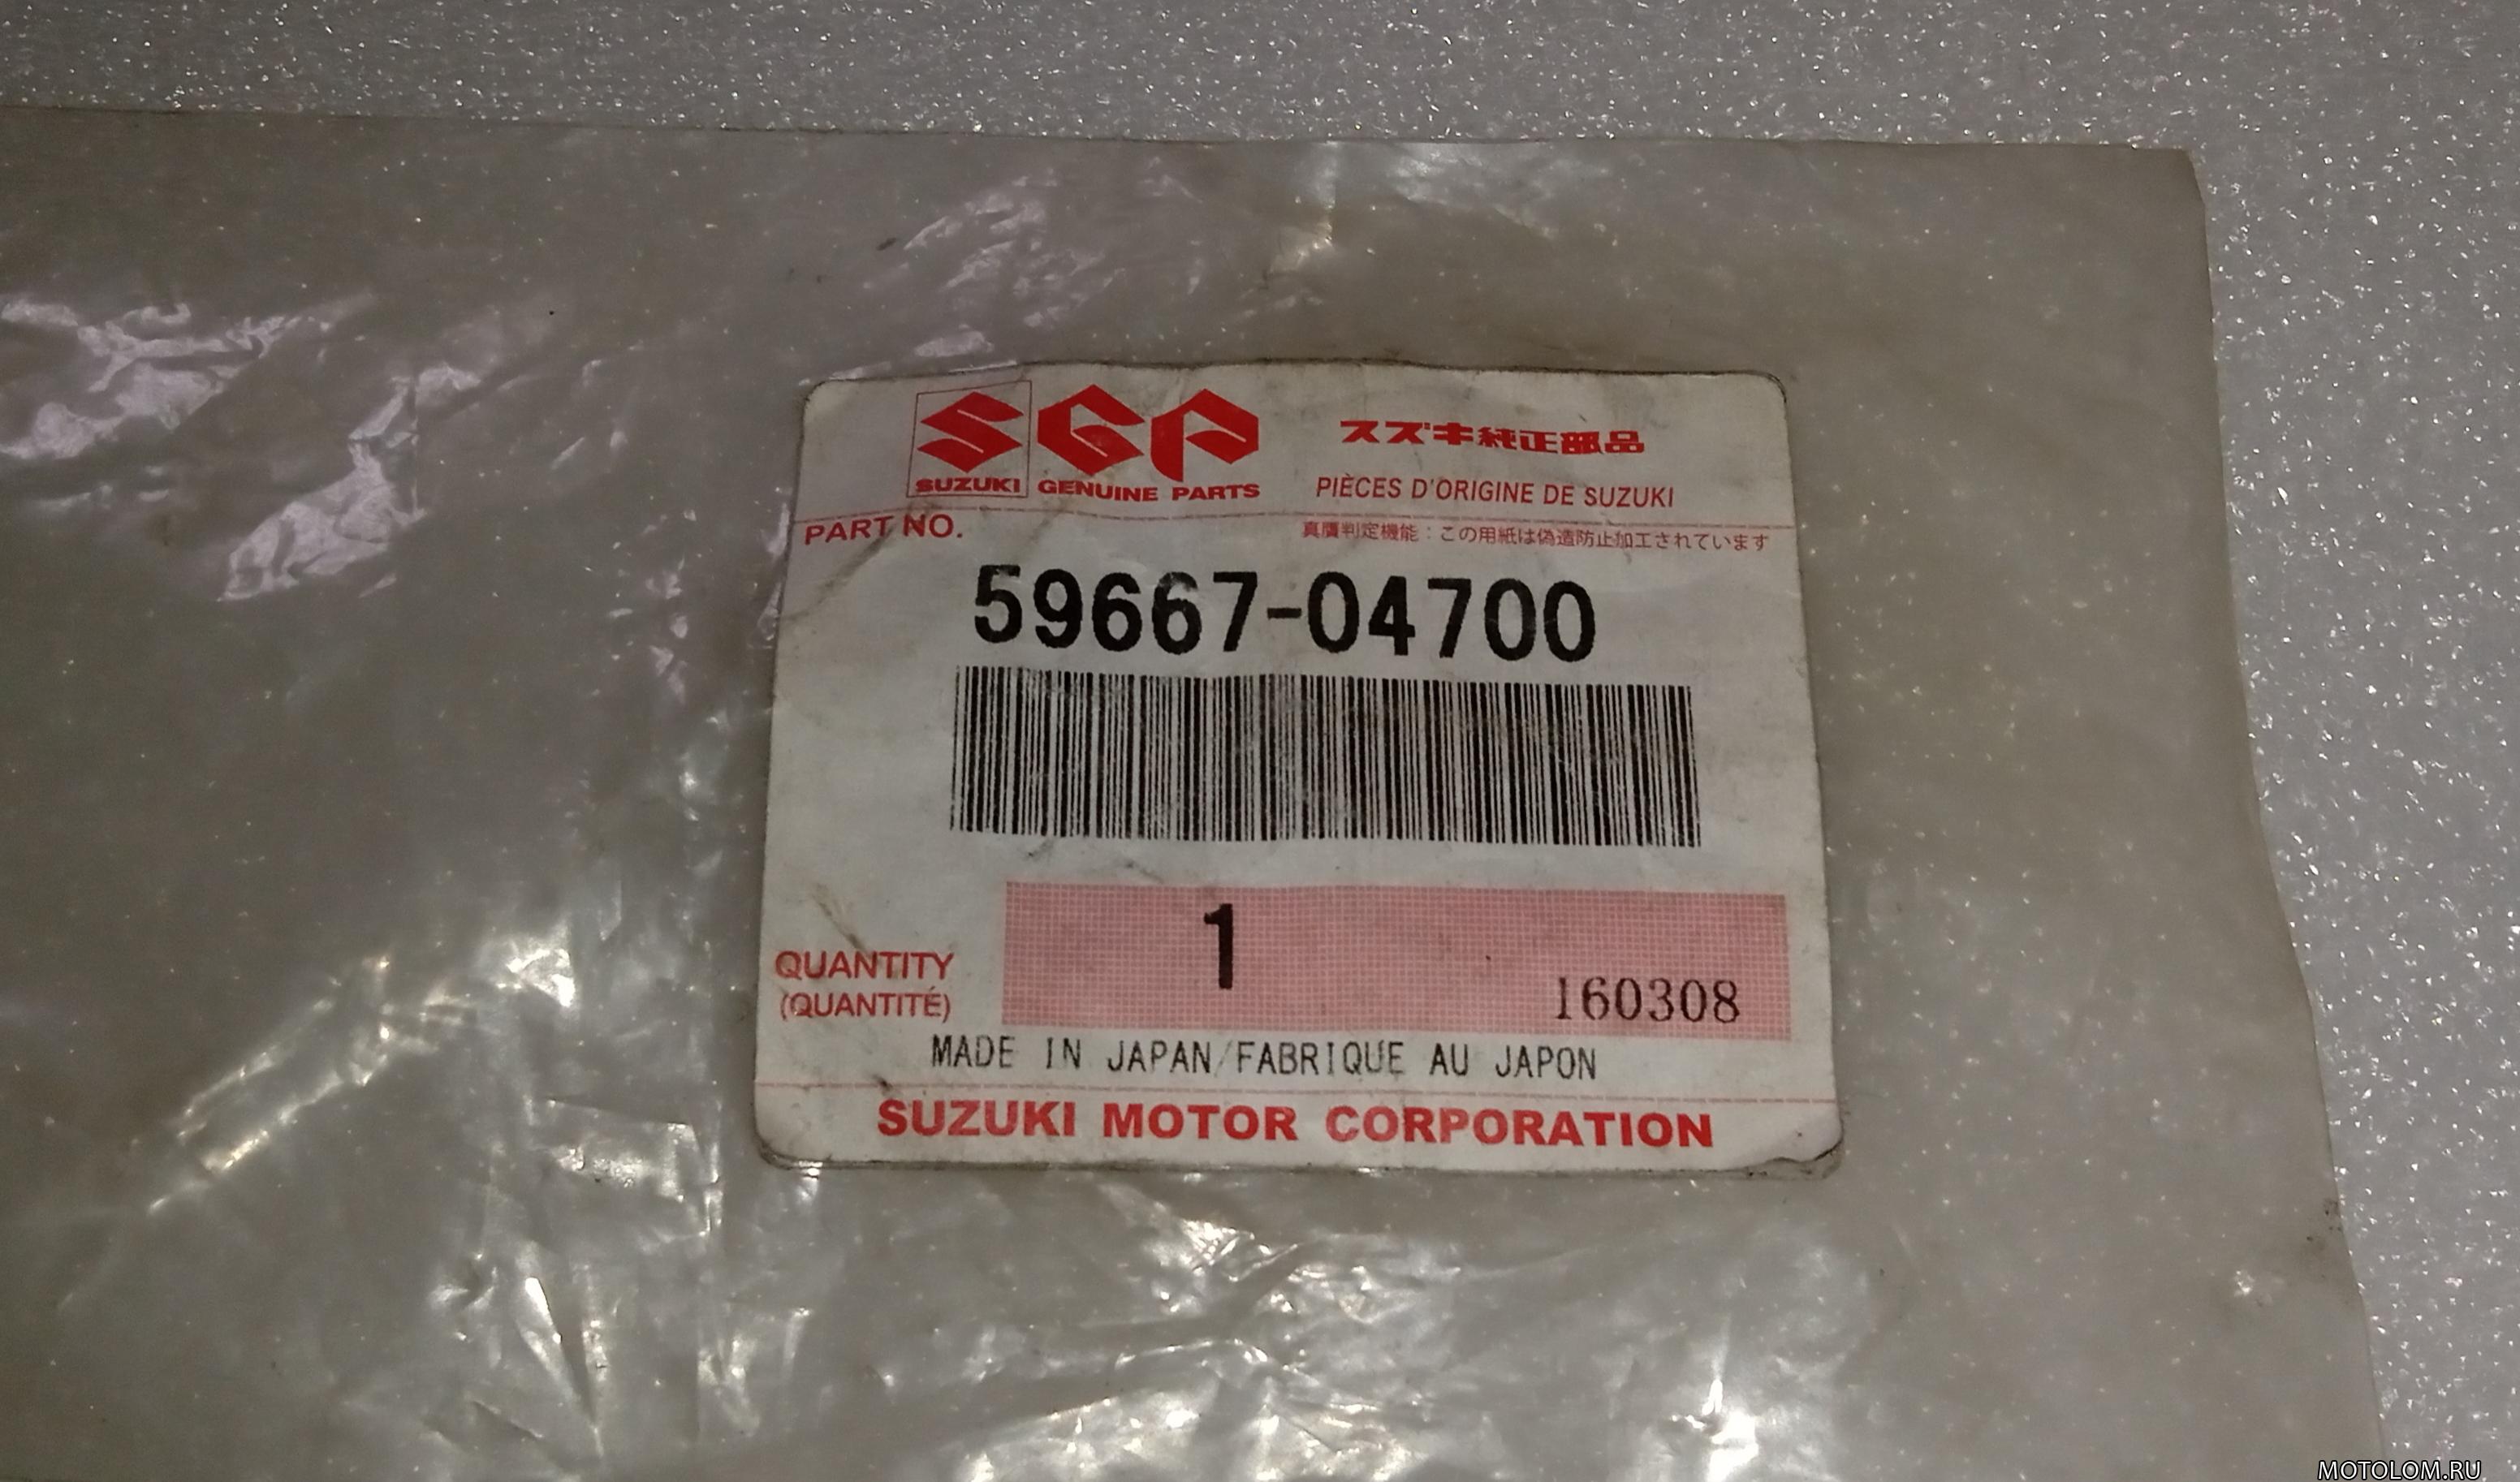 SGP
SUZUKI GENUINE PARTS
スズキ純正部品
PIÈCES D'ORIGINE DE SUZUKI
PART NO.
真贋判定機能：この用紙は偽造防止加工されています
59667-04700
1
QUANTITY
(QUANTITÉ)
160308
MADE IN JAPAN/FABRIQUE AU JAPON
SUZUKI MOTOR CORPORATION
MOTOLOM.RU